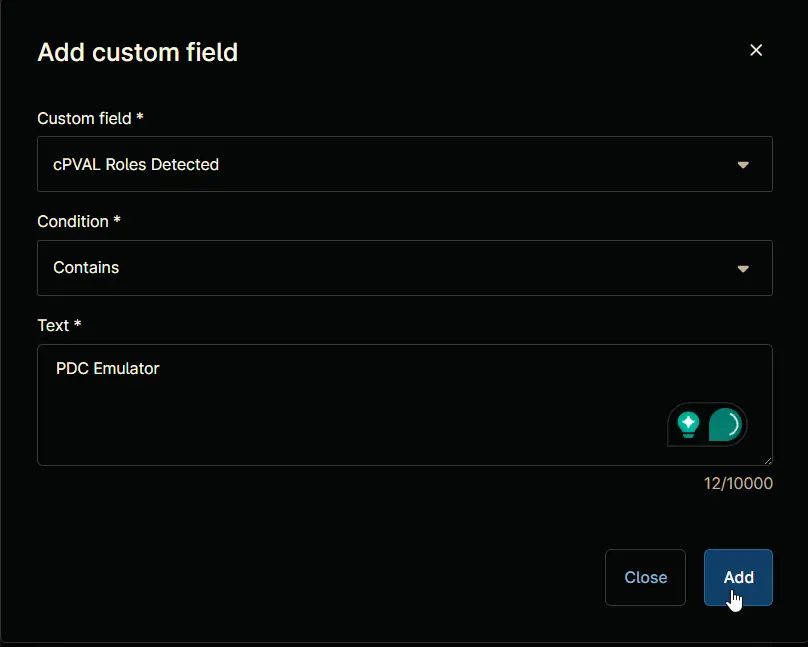 Add custom field
Custom field *
cPVAL Roles Detected
Condition *
Contains
Text *
PDC Emulator
12/10000
Close
Add